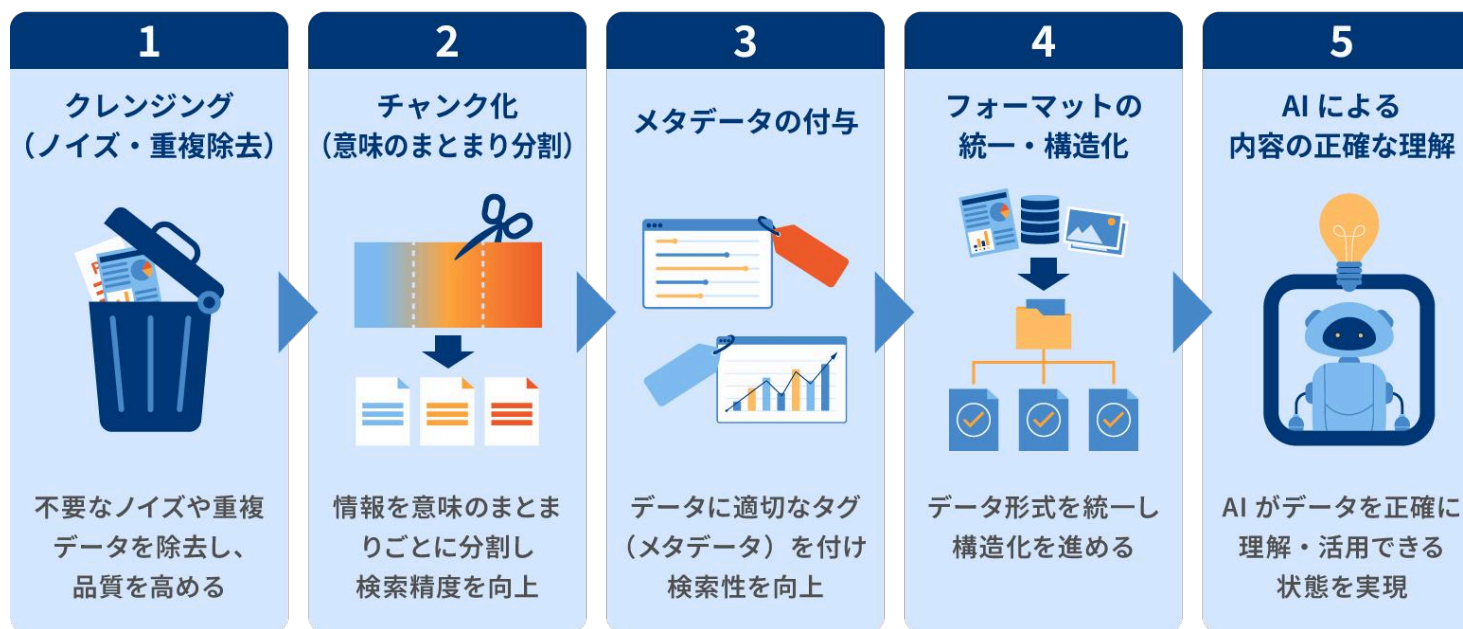 1
クレンジング
（ノイズ・重複除去）
不要なノイズや重複
データを除去し、
品質を高める
2
チャンク化
（意味のまとまり分割）
情報を意味のまとま
りごとに分割し
検索精度を向上
3
メタデータの付与
データに適切なタグ
（メタデータ）を付け
検索性を向上
4
フォーマットの
統一・構造化
データ形式を統一し
構造化を進める
5
AI による
内容の正確な理解
AI がデータを正確に
理解・活用できる
状態を実現